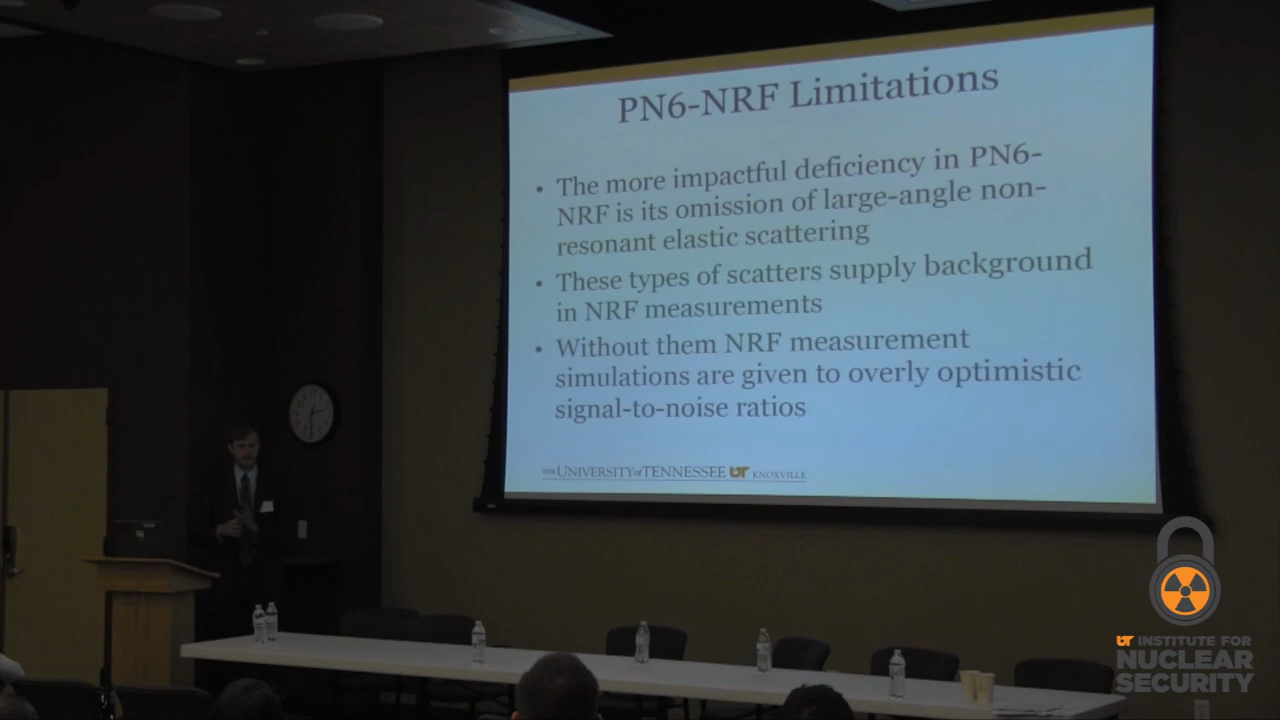 PN6-NRF Limitations
• The more impactful deficiency in PN6-
NRF is its omission of large-angle non-
resonant elastic scattering
• These types of scatters supply background
in NRF measurements
• Without them NRF measurement
simulations are given to overly optimistic
signal-to-noise ratios
THE UNIVERSITY of TENNESSEE UT KNOXVILLE
UT INSTITUTE FOR
NUCLEAR
SECURITY